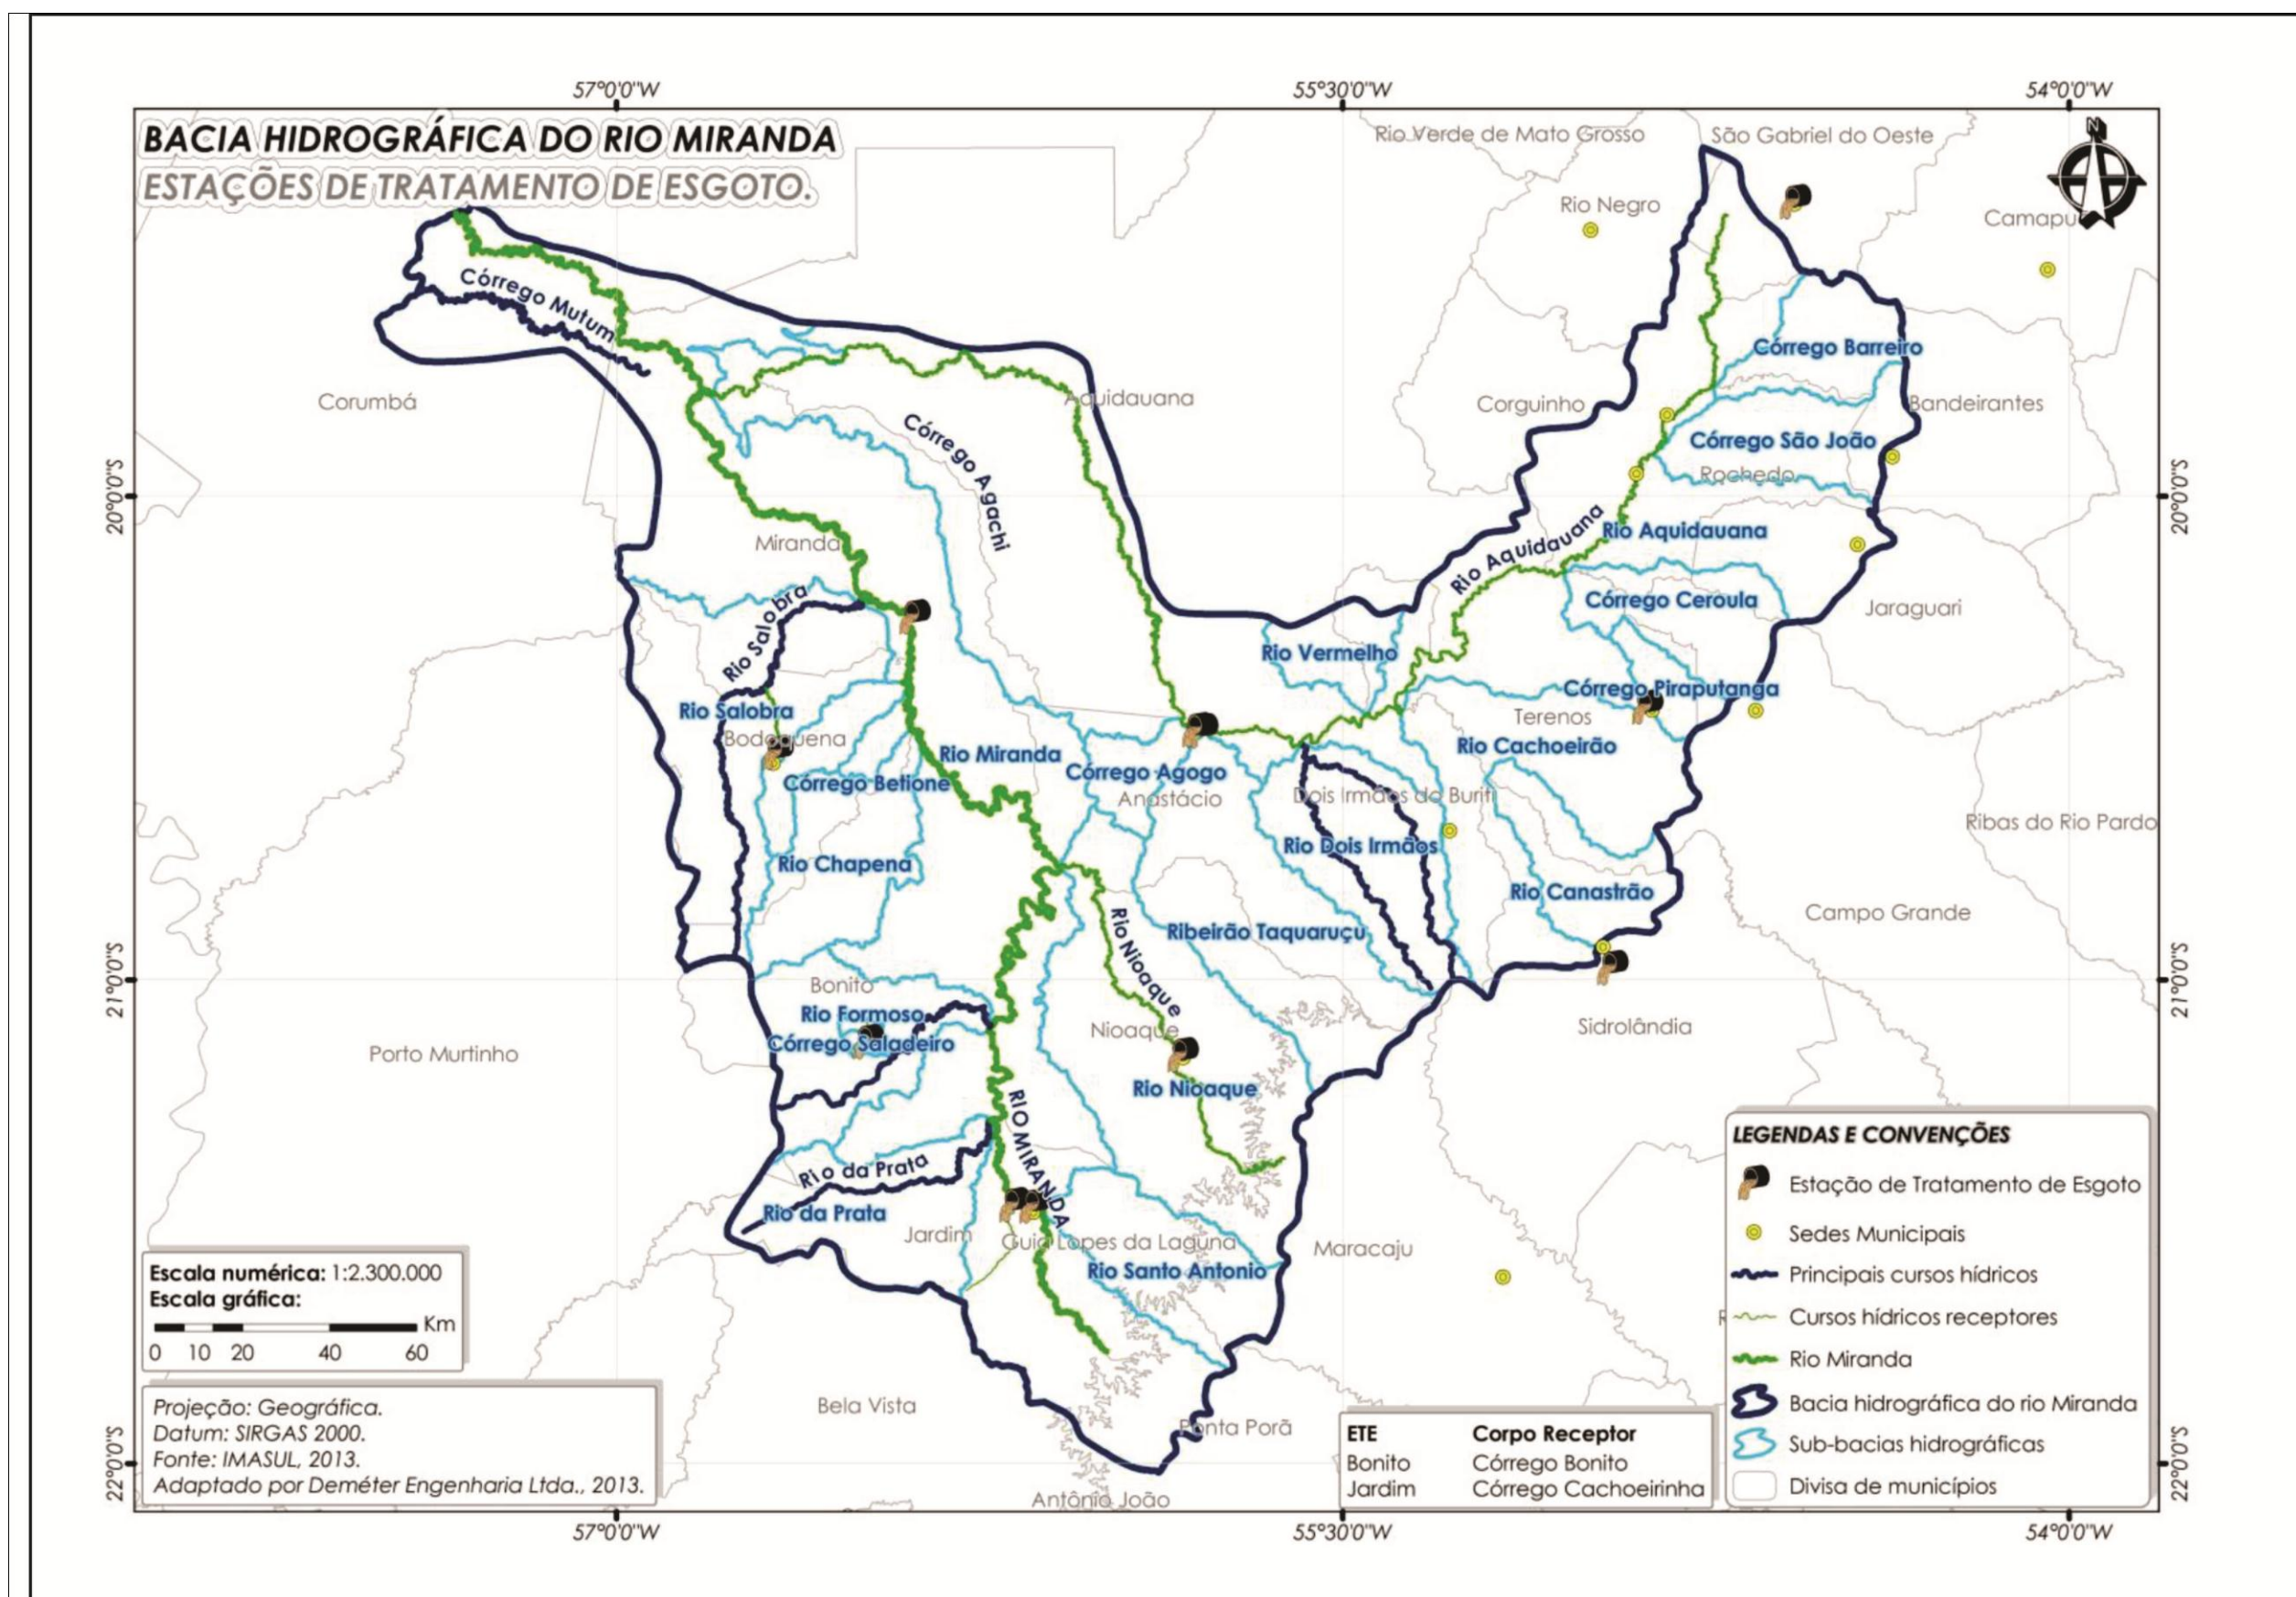 57°0'0"W
55°30'0"W
54°0'0"W
BACIA HIDROGRÁFICA DO RIO MIRANDA
ESTAÇÕES DE TRATAMENTO DE ESGOTO.
Rio Verde de Mato Grosso
São Gabriel do Oeste
N
Rio Negro
Camapu
Córrego Mutum
Córrego Barreiro
Corumbá
Aquidauana
Corguinho
Bandeirantes
Córrego Agachi
Córrego São João
Rochedo
20°0'0"S
20°0'0"S
Rio Aquidauana
Rio Aquidauana
Miranda
Córrego Ceroula
Jaraguari
Rio Salobra
Rio Vermelho
Córrego Piraputanga
Rio Salobra
Terenos
Bodoquena
Rio Miranda
Rio Cachoeirão
Córrego Agogo
Córrego Betione
Anastácio
Dois Irmãos do Buriti
Ribas do Rio Pardo
Rio Dois Irmãos
Rio Chapena
Rio Canastrão
Campo Grande
Rio Nioaque
Ribeirão Taquaruçu
21°0'0"S
21°0'0"S
Bonito
Rio Formoso
Nioaque
Sidrolândia
Córrego Saladeiro
Porto Murtinho
Rio Nioaque
RIO MIRANDA
Rio da Prata
Rio da Prata
Jardim
Guia Lopes da Laguna
Maracaju
Rio Santo Antonio
Bela Vista
Ponta Porã
Antônio João
LEGENDAS E CONVENÇÕES
Estação de Tratamento de Esgoto
Sedes Municipais
Principais cursos hídricos
Cursos hídricos receptores
Rio Miranda
Bacia hidrográfica do rio Miranda
Sub-bacias hidrográficas
Divisa de municípios
Escala numérica: 1:2.300.000
Escala gráfica:
Km
0 10 20 40 60
Projeção: Geográfica.
Datum: SIRGAS 2000.
Fonte: IMASUL, 2013.
Adaptado por Deméter Engenharia Ltda., 2013.
ETE Corpo Receptor
Bonito Córrego Bonito
Jardim Córrego Cachoeirinha
22°0'0"S
22°0'0"S
57°0'0"W
55°30'0"W
54°0'0"W